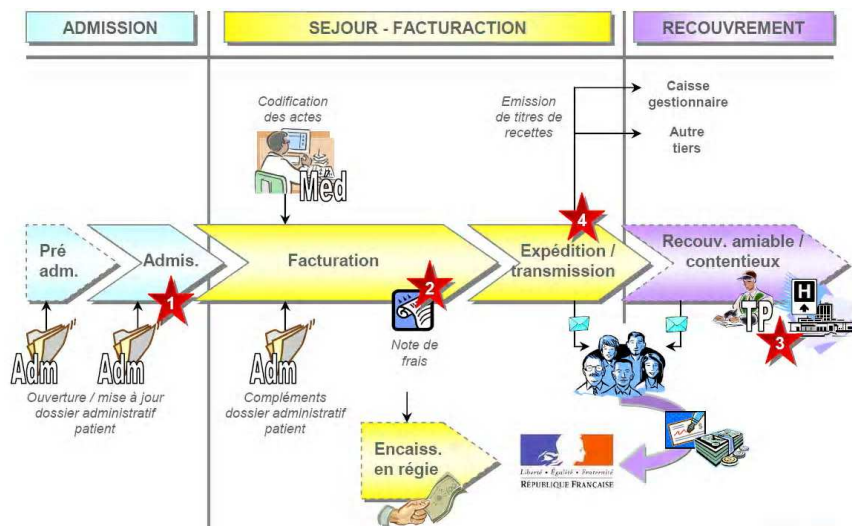 ADMISSION
SEJOUR - FACTURACTION
RECOUVREMENT
Codification
des actes
Emission
de titres de
recettes
Caisse
gestionnaire
Autre
tiers
Méd
4
Pré
adm.
Admis.
Facturation
Expédition /
transmission
Recouv. amiable /
contentieux
1
2
H
TP
3
Adm
Adm
Adm
Note de
frais
Ouverture / mise à jour
dossier administratif
patient
Compléments
dossier administratif
patient
Encaiss.
en régie
Liberté • Égalité • Fraternité
RÉPUBLIQUE FRANÇAISE